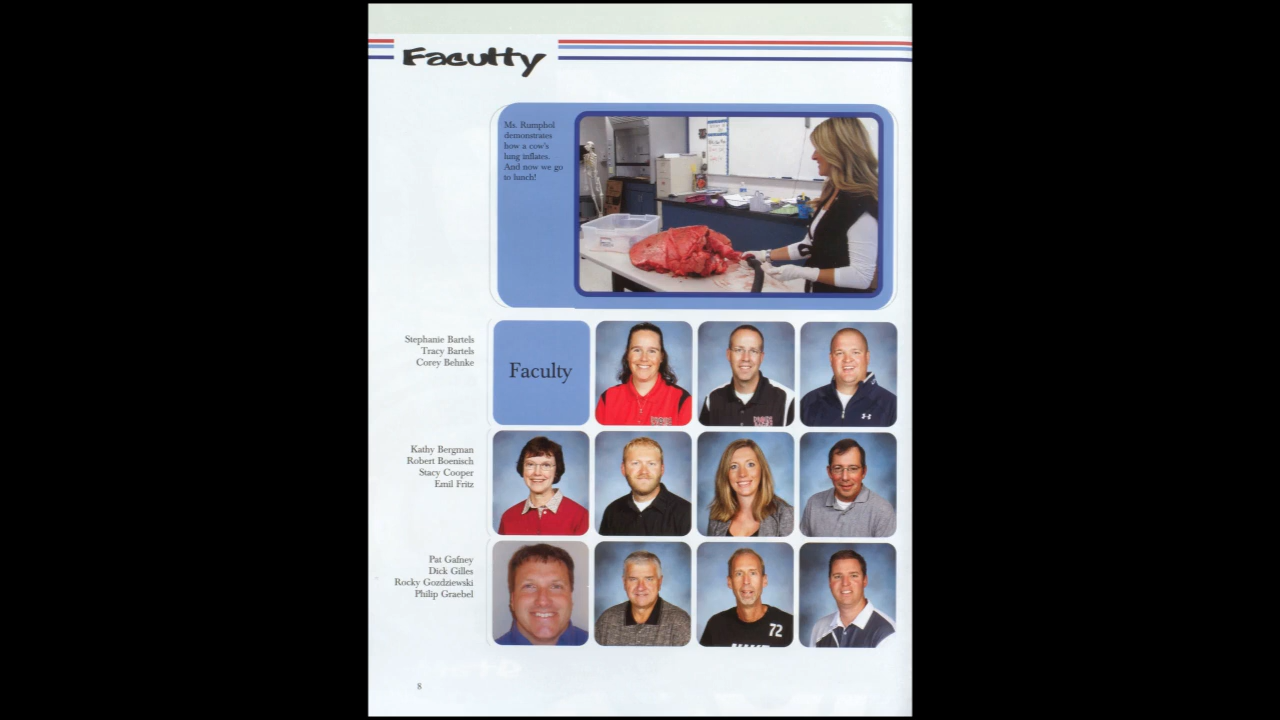 Faculty
Ms. Rumphol
demonstrates
how a cow's
lung inflates.
And now we go
to lunch!
Stephanie Bartels
Tracy Bartels
Corey Behnke
Faculty
Kathy Bergman
Robert Boenisch
Stacy Cooper
Emil Fritz
Pat Gafney
Dick Gilles
Rocky Gozdziewski
Philip Graebel
72
8